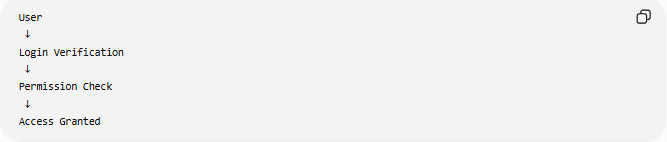 User
↓
Login Verification
↓
Permission Check
↓
Access Granted